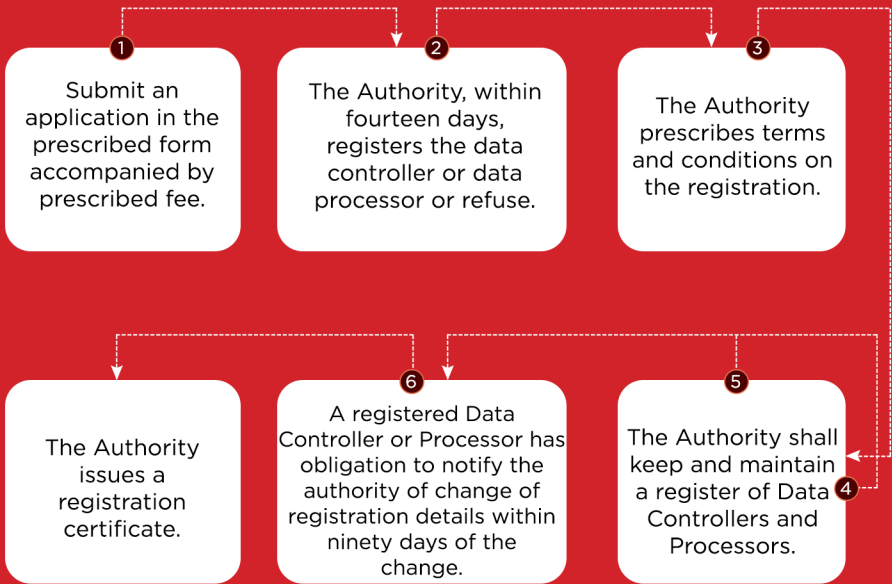 1
Submit an
application in the
prescribed form
accompanied by
prescribed fee.
2
The Authority, within
fourteen days,
registers the data
controller or data
processor or refuse.
3
The Authority
prescribes terms
and conditions on
the registration.
4
5
The Authority shall
keep and maintain
a register of Data
Controllers and
Processors.
6
A registered Data
Controller or Processor has
obligation to notify the
authority of change of
registration details within
ninety days of the
change.
The Authority
issues a
registration
certificate.